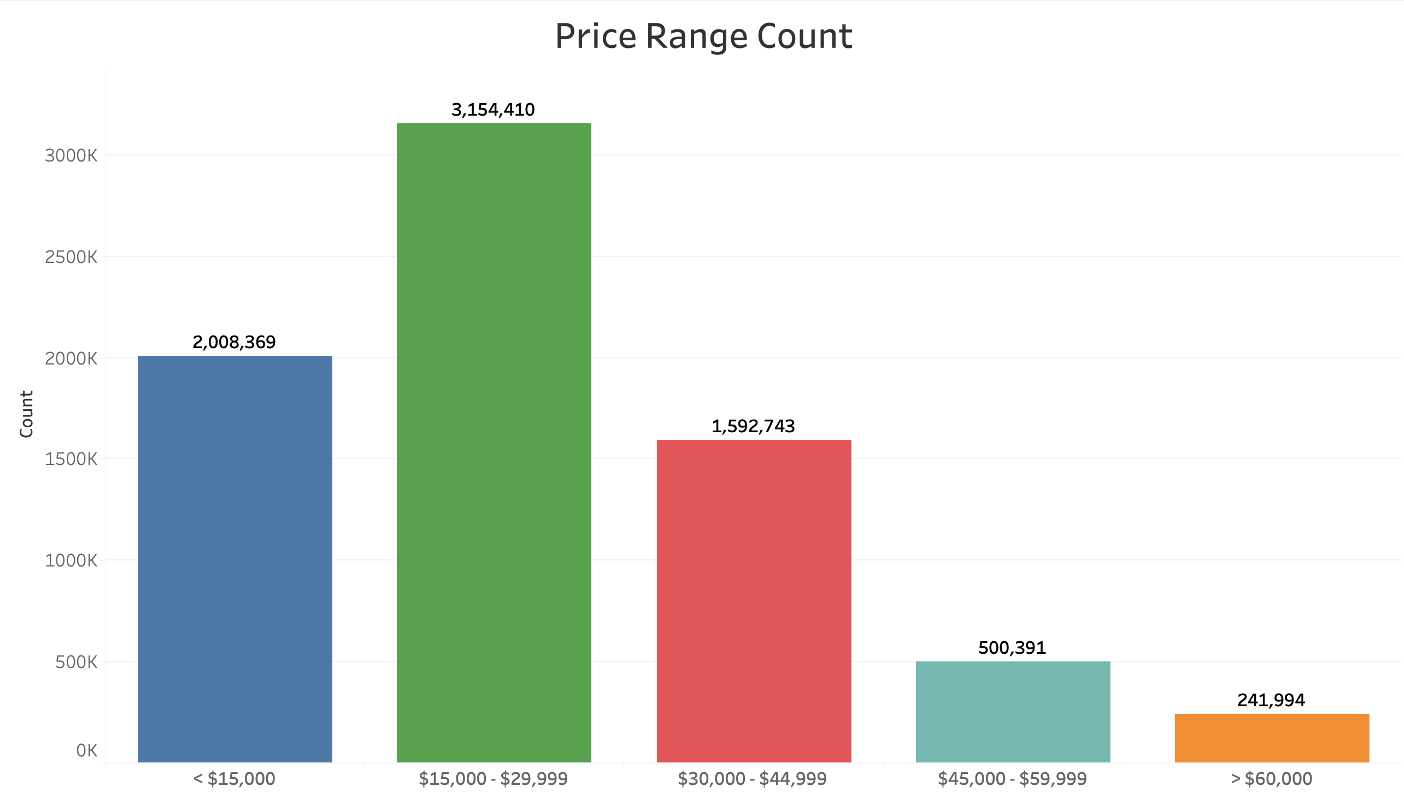 Price Range Count
3,154,410
3000K
2500K
2,008,369
2000K
Count
1,592,743
1500K
1000K
500,391
500K
241,994
0K
< $15,000
$15,000 - $29,999
$30,000 - $44,999
$45,000 - $59,999
> $60,000